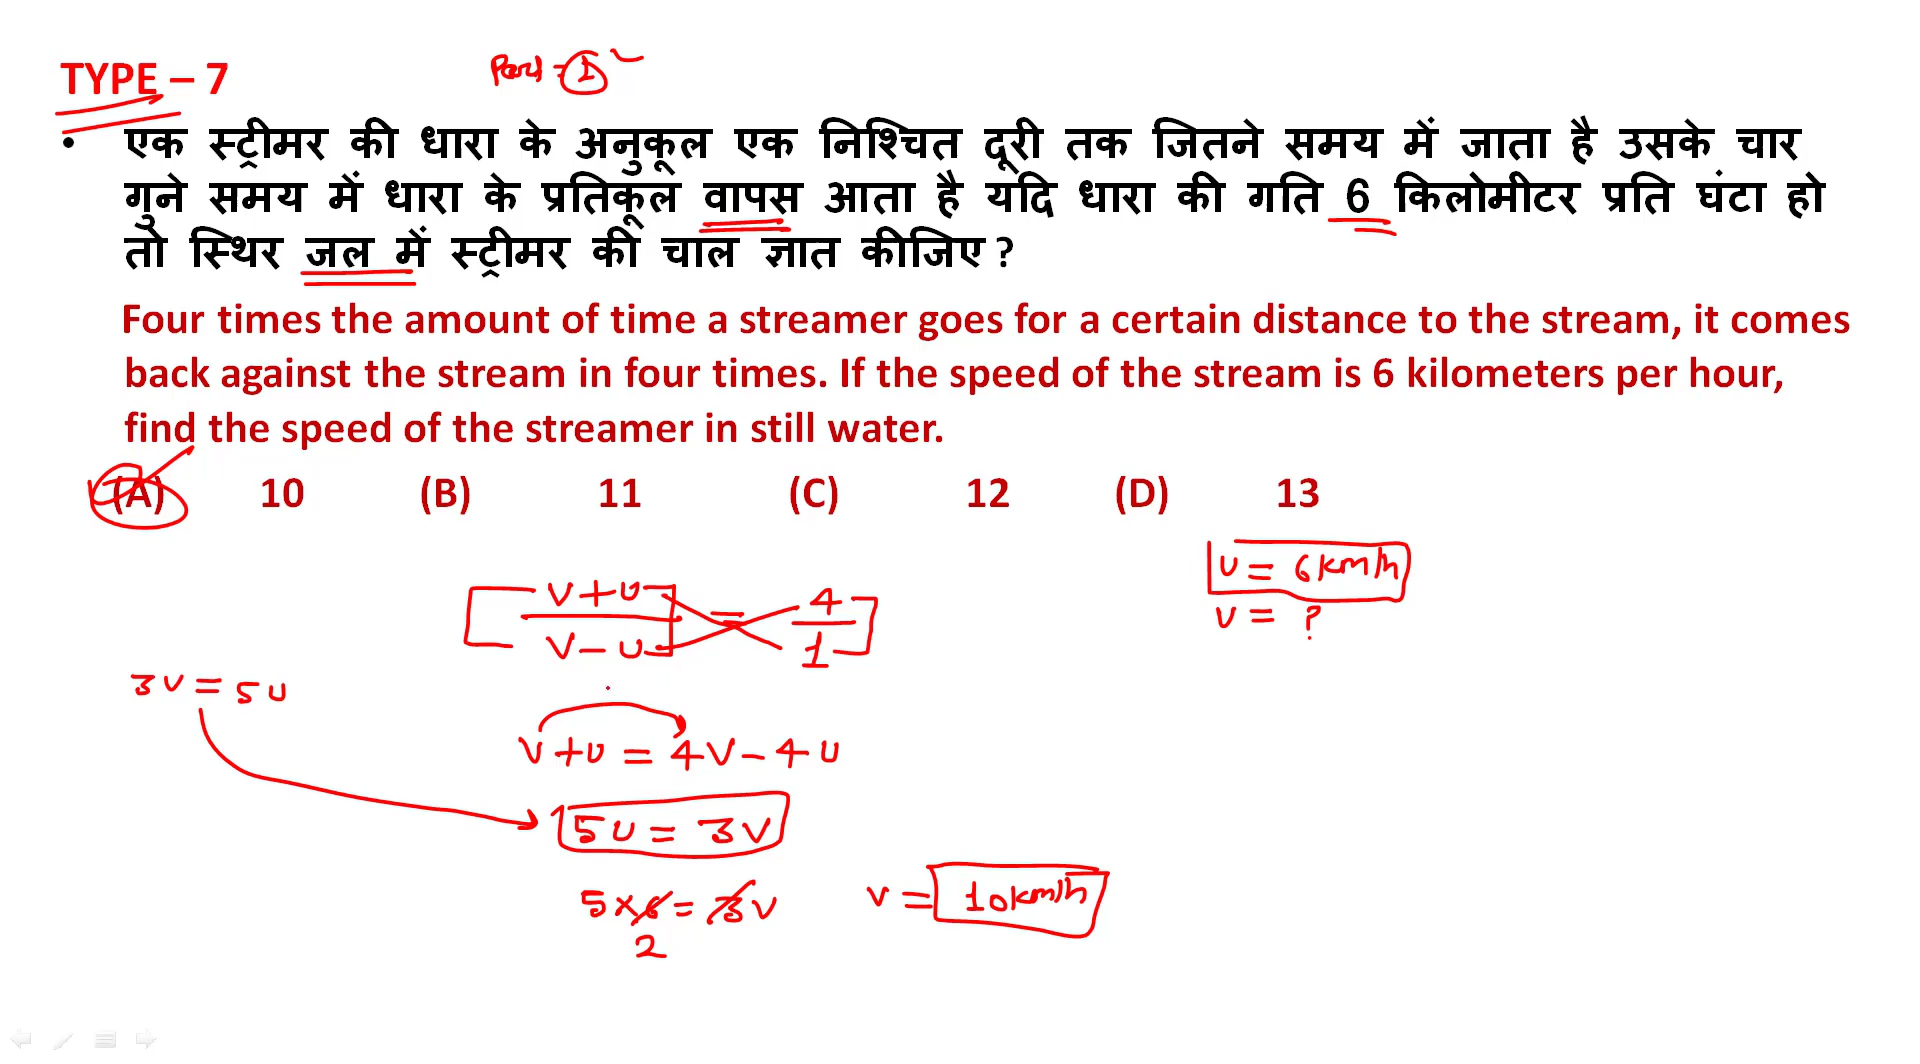 TYPE – 7
Part - I
• एक स्ट्रीमर की धारा के अनुकूल एक निश्चित दूरी तक जितने समय में जाता है उसके चार
गुने समय में धारा के प्रतिकूल वापस आता है यदि धारा की गति 6 किलोमीटर प्रति घंटा हो
तो स्थिर जल में स्ट्रीमर की चाल ज्ञात कीजिए ?
Four times the amount of time a streamer goes for a certain distance to the stream, it comes
back against the stream in four times. If the speed of the stream is 6 kilometers per hour,
find the speed of the streamer in still water.
(A) 10 (B) 11 (C) 12 (D) 13
u = 6km/h
v = ?
v+u = 4
v-u 1
3v = 5u
v+u = 4v-4u
5u = 3v
5×6 = 3v
2
v = 10km/h